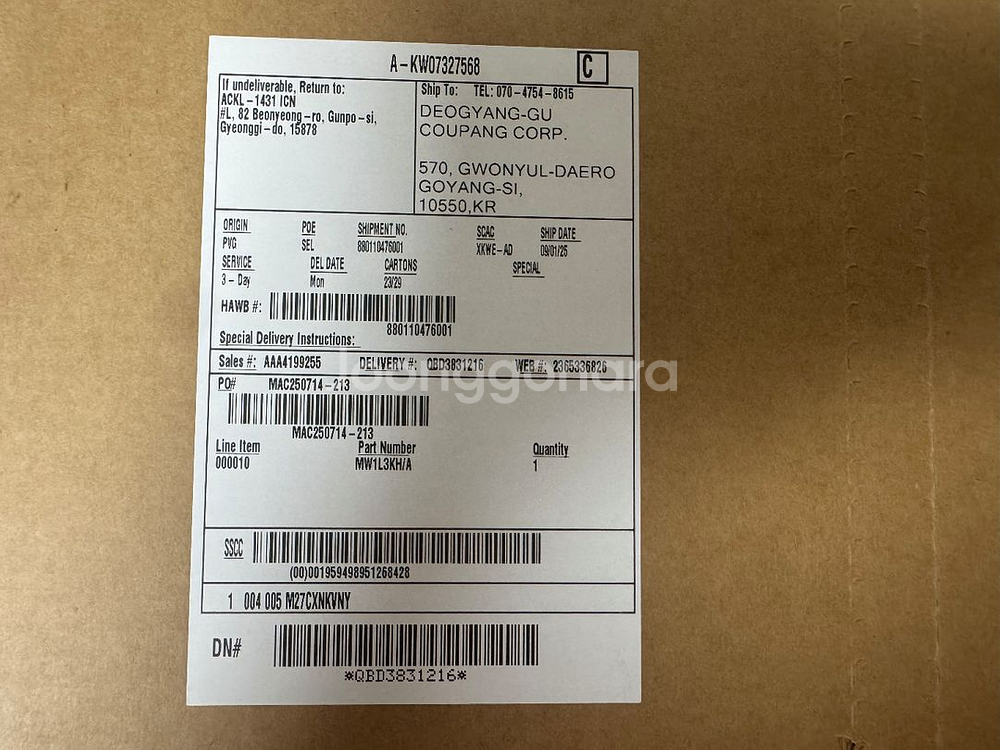 A-KW07327568
C
If undeliverable, Return to:
ACKL-1431 ICN
#L, 82 Beonyeong-ro, Gunpo-si,
Gyeonggi-do, 15878
Ship To: TEL: 070-4754-8615
DEOGYANG-GU
COUPANG CORP.
570, GWONYUL-DAERO
GOYANG-SI,
10550,KR
ORIGIN POE SHIPMENT NO. SCAC SHIP DATE
PVG SEL 880110476001 XKWE-AD 09/01/25
SERVICE DEL DATE CARTONS SPECIAL
3-Day Mon 23/29
HAWB #:
880110476001
Special Delivery Instructions:
Sales #: AAA4199255 DELIVERY #: QBD3831216 WEB #: 2365336826
joonggonara
PO# MAC250714-213
MAC250714-213
Line Item Part Number Quantity
000010 MW1L3KH/A 1
SSCC
(00)001959498951268428
1 004 005 M27CXNKVNY
DN#
*QBD3831216*